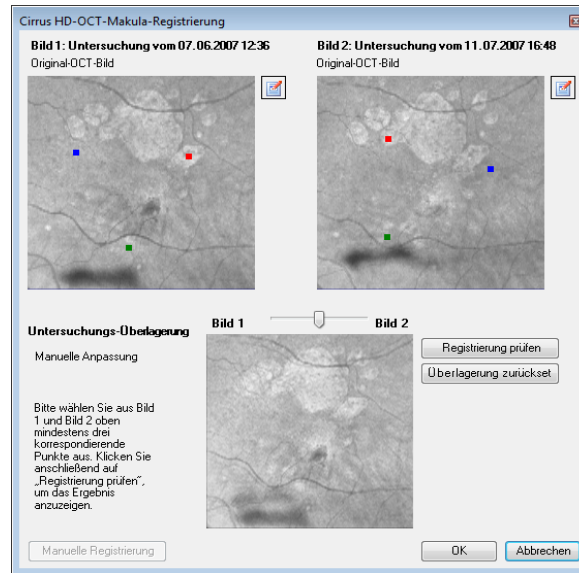 Cirrus HD-OCT-Makula-Registrierung
Bild 1: Untersuchung vom 07.06.2007 12:36
Bild 2: Untersuchung vom 11.07.2007 16:48
Original-OCT-Bild
Original-OCT-Bild
Bild 1
Bild 2
Untersuchungs-Überlagerung
Manuelle Anpassung
Registrierung prüfen
Überlagerung zurückset
Bitte wählen Sie aus Bild
1 und Bild 2 oben
mindestens drei
korrespondierende
Punkte aus. Klicken Sie
anschließend auf
„Registrierung prüfen“,
um das Ergebnis
anzuzeigen.
Manuelle Registrierung
OK
Abbrechen